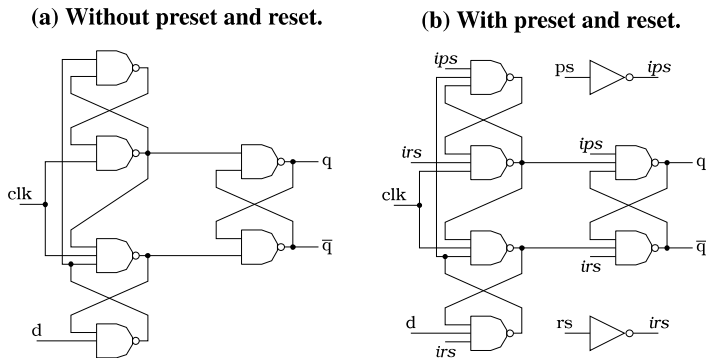 (a) Without preset and reset.
clk
d
q
q̅
(b) With preset and reset.
ips
irs
clk
d
irs
ips
irs
q
q̅
ps
ips
rs
irs